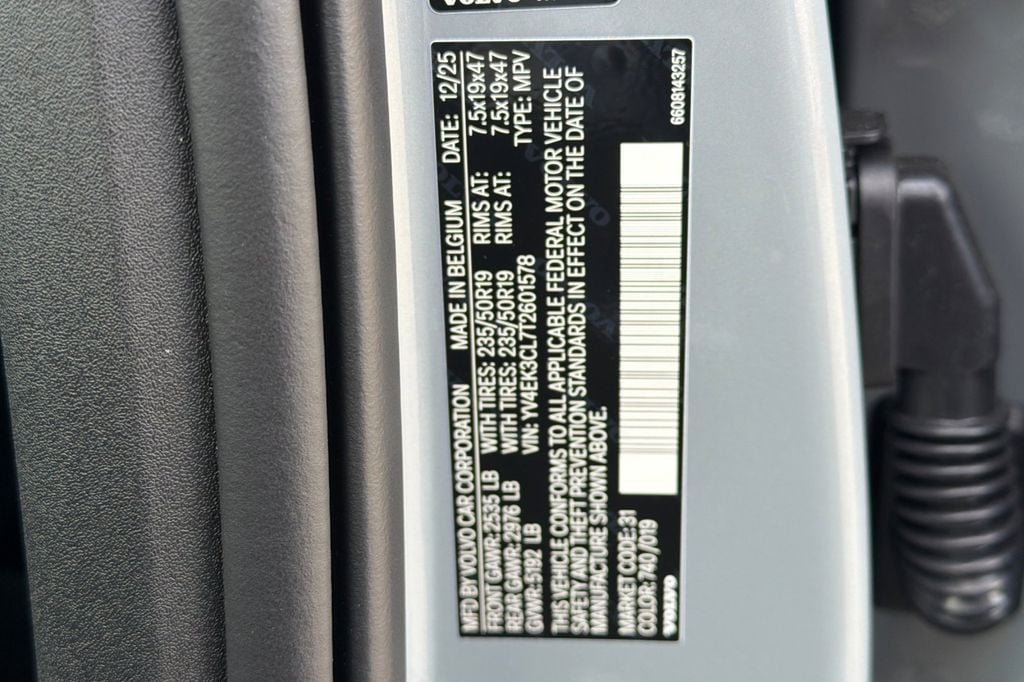 VOLVO
MFD BY VOLVO CAR CORPORATION MADE IN BELGIUM DATE: 12/25
FRONT GAWR: 2535 LB WITH TIRES: 235/50R19 RIMS AT: 7.5x19x47
REAR GAWR: 2976 LB WITH TIRES: 235/50R19 RIMS AT: 7.5x19x47
GVWR: 5192 LB VIN: YV4EK3CL7T2601578 TYPE: MPV
THIS VEHICLE CONFORMS TO ALL APPLICABLE FEDERAL MOTOR VEHICLE
SAFETY AND THEFT PREVENTION STANDARDS IN EFFECT ON THE DATE OF
MANUFACTURE SHOWN ABOVE.
MARKET CODE: 31
COLOR: 740/019
VOLVO
6608143257